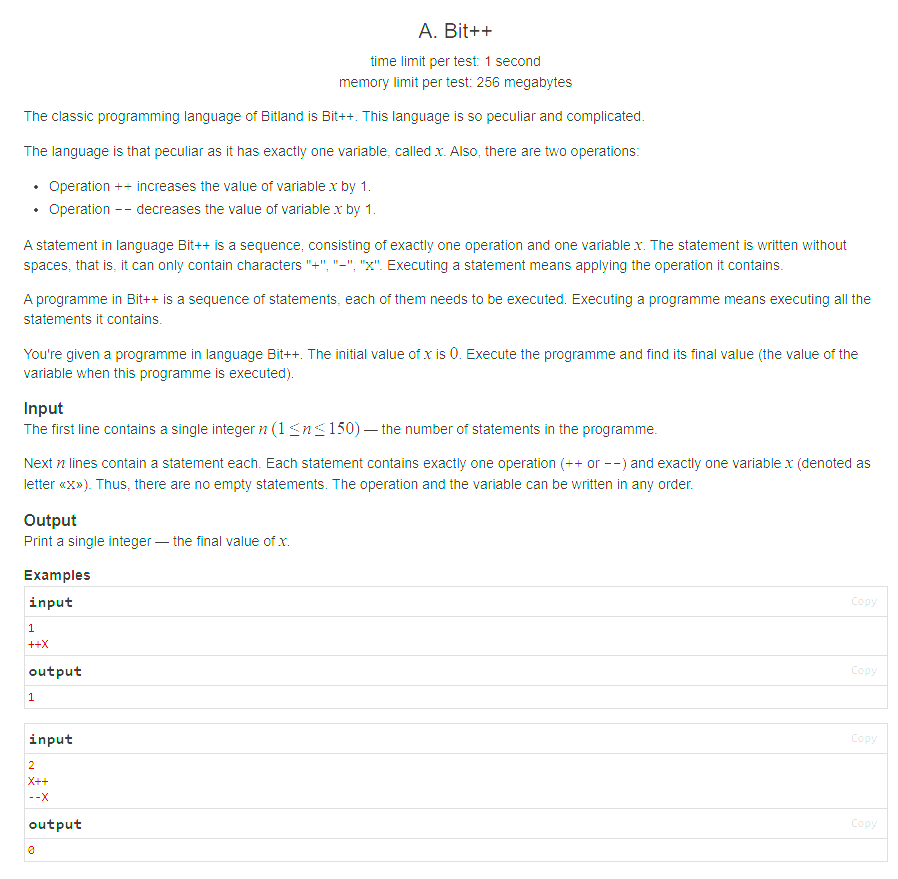 A. Bit++
time limit per test: 1 second
memory limit per test: 256 megabytes
The classic programming language of Bitland is Bit++. This language is so peculiar and complicated.
The language is that peculiar as it has exactly one variable, called x. Also, there are two operations:
• Operation ++ increases the value of variable x by 1.
• Operation -- decreases the value of variable x by 1.
A statement in language Bit++ is a sequence, consisting of exactly one operation and one variable x. The statement is written without
spaces, that is, it can only contain characters "+", "-", "X". Executing a statement means applying the operation it contains.
A programme in Bit++ is a sequence of statements, each of them needs to be executed. Executing a programme means executing all the
statements it contains.
You're given a programme in language Bit++. The initial value of x is 0. Execute the programme and find its final value (the value of the
variable when this programme is executed).
Input
The first line contains a single integer n (1 ≤ n ≤ 150) — the number of statements in the programme.
Next n lines contain a statement each. Each statement contains exactly one operation (++ or --) and exactly one variable x (denoted as
letter «X»). Thus, there are no empty statements. The operation and the variable can be written in any order.
Output
Print a single integer — the final value of x.
Examples
input
Copy
1
++X
output
Copy
1
input
Copy
2
X++
--X
output
Copy
0